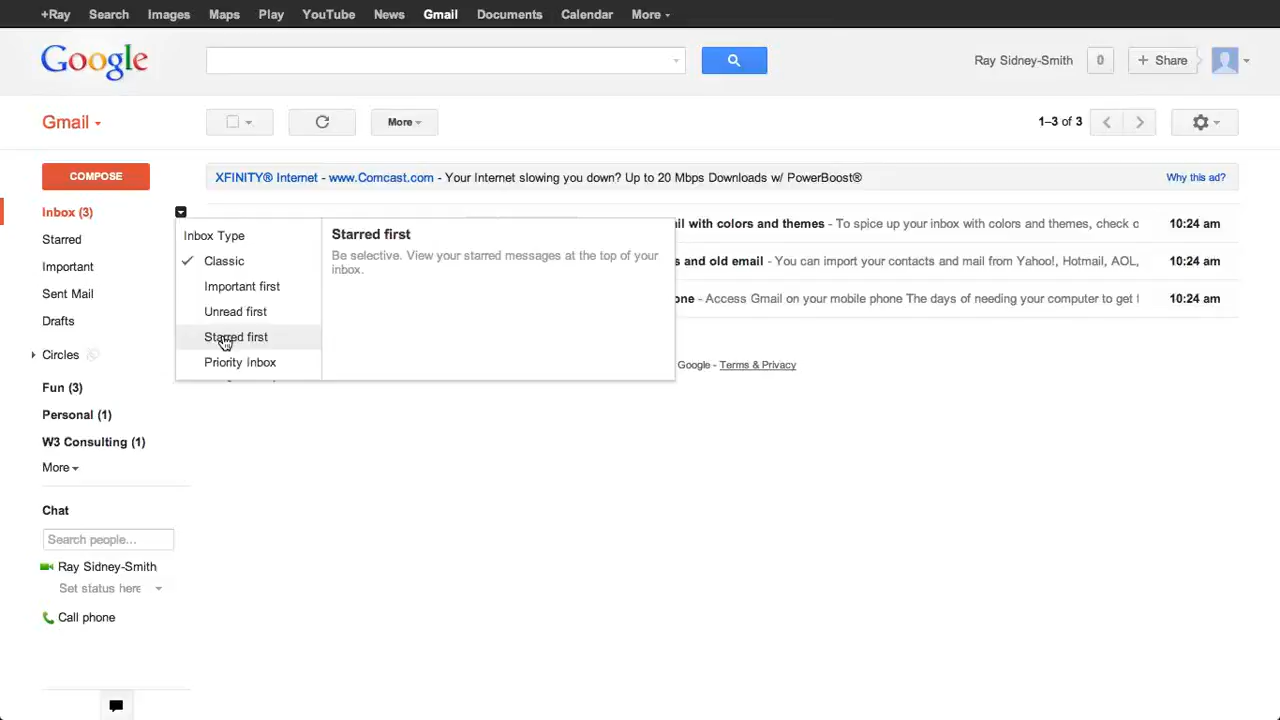 +Ray Search Images Maps Play YouTube News Gmail Documents Calendar More
Google
Ray Sidney-Smith 0 + Share
Gmail
More
1–3 of 3
COMPOSE
XFINITY® Internet - www.Comcast.com - Your Internet slowing you down? Up to 20 Mbps Downloads w/ PowerBoost®
Why this ad?
Inbox (3)
Starred
Important
Sent Mail
Drafts
Circles
Fun (3)
Personal (1)
W3 Consulting (1)
More
Inbox Type
Classic
Important first
Unread first
Starred first
Priority Inbox
Starred first
Be selective. View your starred messages at the top of your
inbox.
with colors and themes - To spice up your inbox with colors and themes, check 10:24 am
and old email - You can import your contacts and mail from Yahoo!, Hotmail, AOL, 10:24 am
- Access Gmail on your mobile phone The days of needing your computer to get 10:24 am
Google - Terms & Privacy
Chat
Search people...
Ray Sidney-Smith
Set status here
Call phone